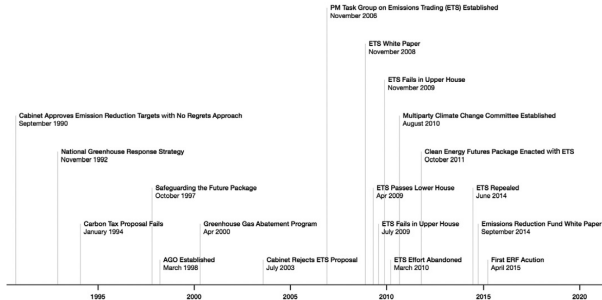 PM Task Group on Emissions Trading (ETS) Established
November 2006
ETS White Paper
November 2008
ETS Fails in Upper House
November 2009
Cabinet Approves Emission Reduction Targets with No Regrets Approach
September 1990
Multiparty Climate Change Committee Established
August 2010
National Greenhouse Response Strategy
November 1992
Clean Energy Futures Package Enacted with ETS
October 2011
Safeguarding the Future Package
October 1997
ETS Passes Lower House
Apr 2009
ETS Repealed
June 2014
Carbon Tax Proposal Fails
January 1994
Greenhouse Gas Abatement Program
Apr 2000
ETS Fails in Upper House
July 2009
Emissions Reduction Fund White Paper
September 2014
AGO Established
March 1998
Cabinet Rejects ETS Proposal
July 2003
ETS Effort Abandoned
March 2010
First ERF Acution
April 2015
1995 2000 2005 2010 2015 2020